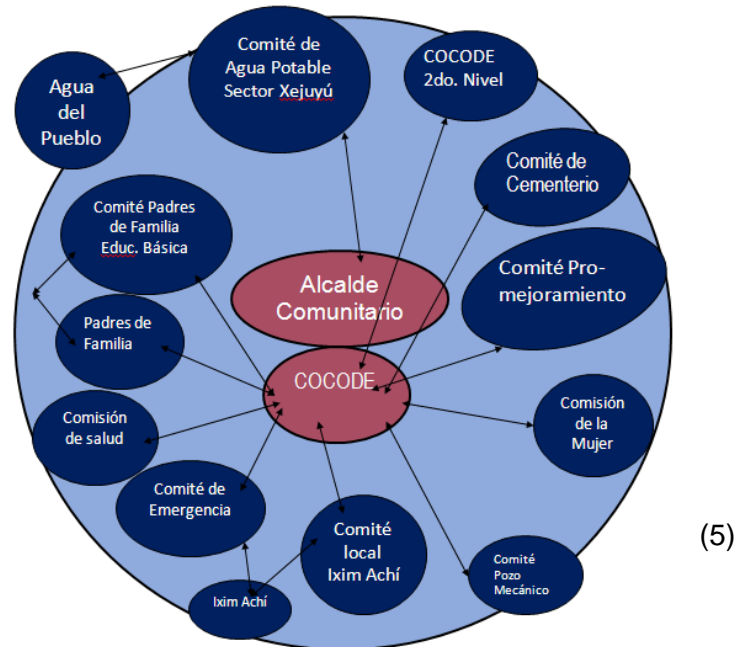 Comité de
Agua Potable
Sector Xejuyú
COCODE
2do. Nivel
Agua
del
Pueblo
Comité de
Cementerio
Comité Padres
de Familia
Educ. Básica
Comité Pro-
mejoramiento
Alcalde
Comunitario
Padres de
Familia
COCODE
Comisión
de salud
Comisión
de la
Mujer
Comité de
Emergencia
Comité
local
Ixim Achí
(5)
Comité
Pozo
Mecánico
Ixim Achí